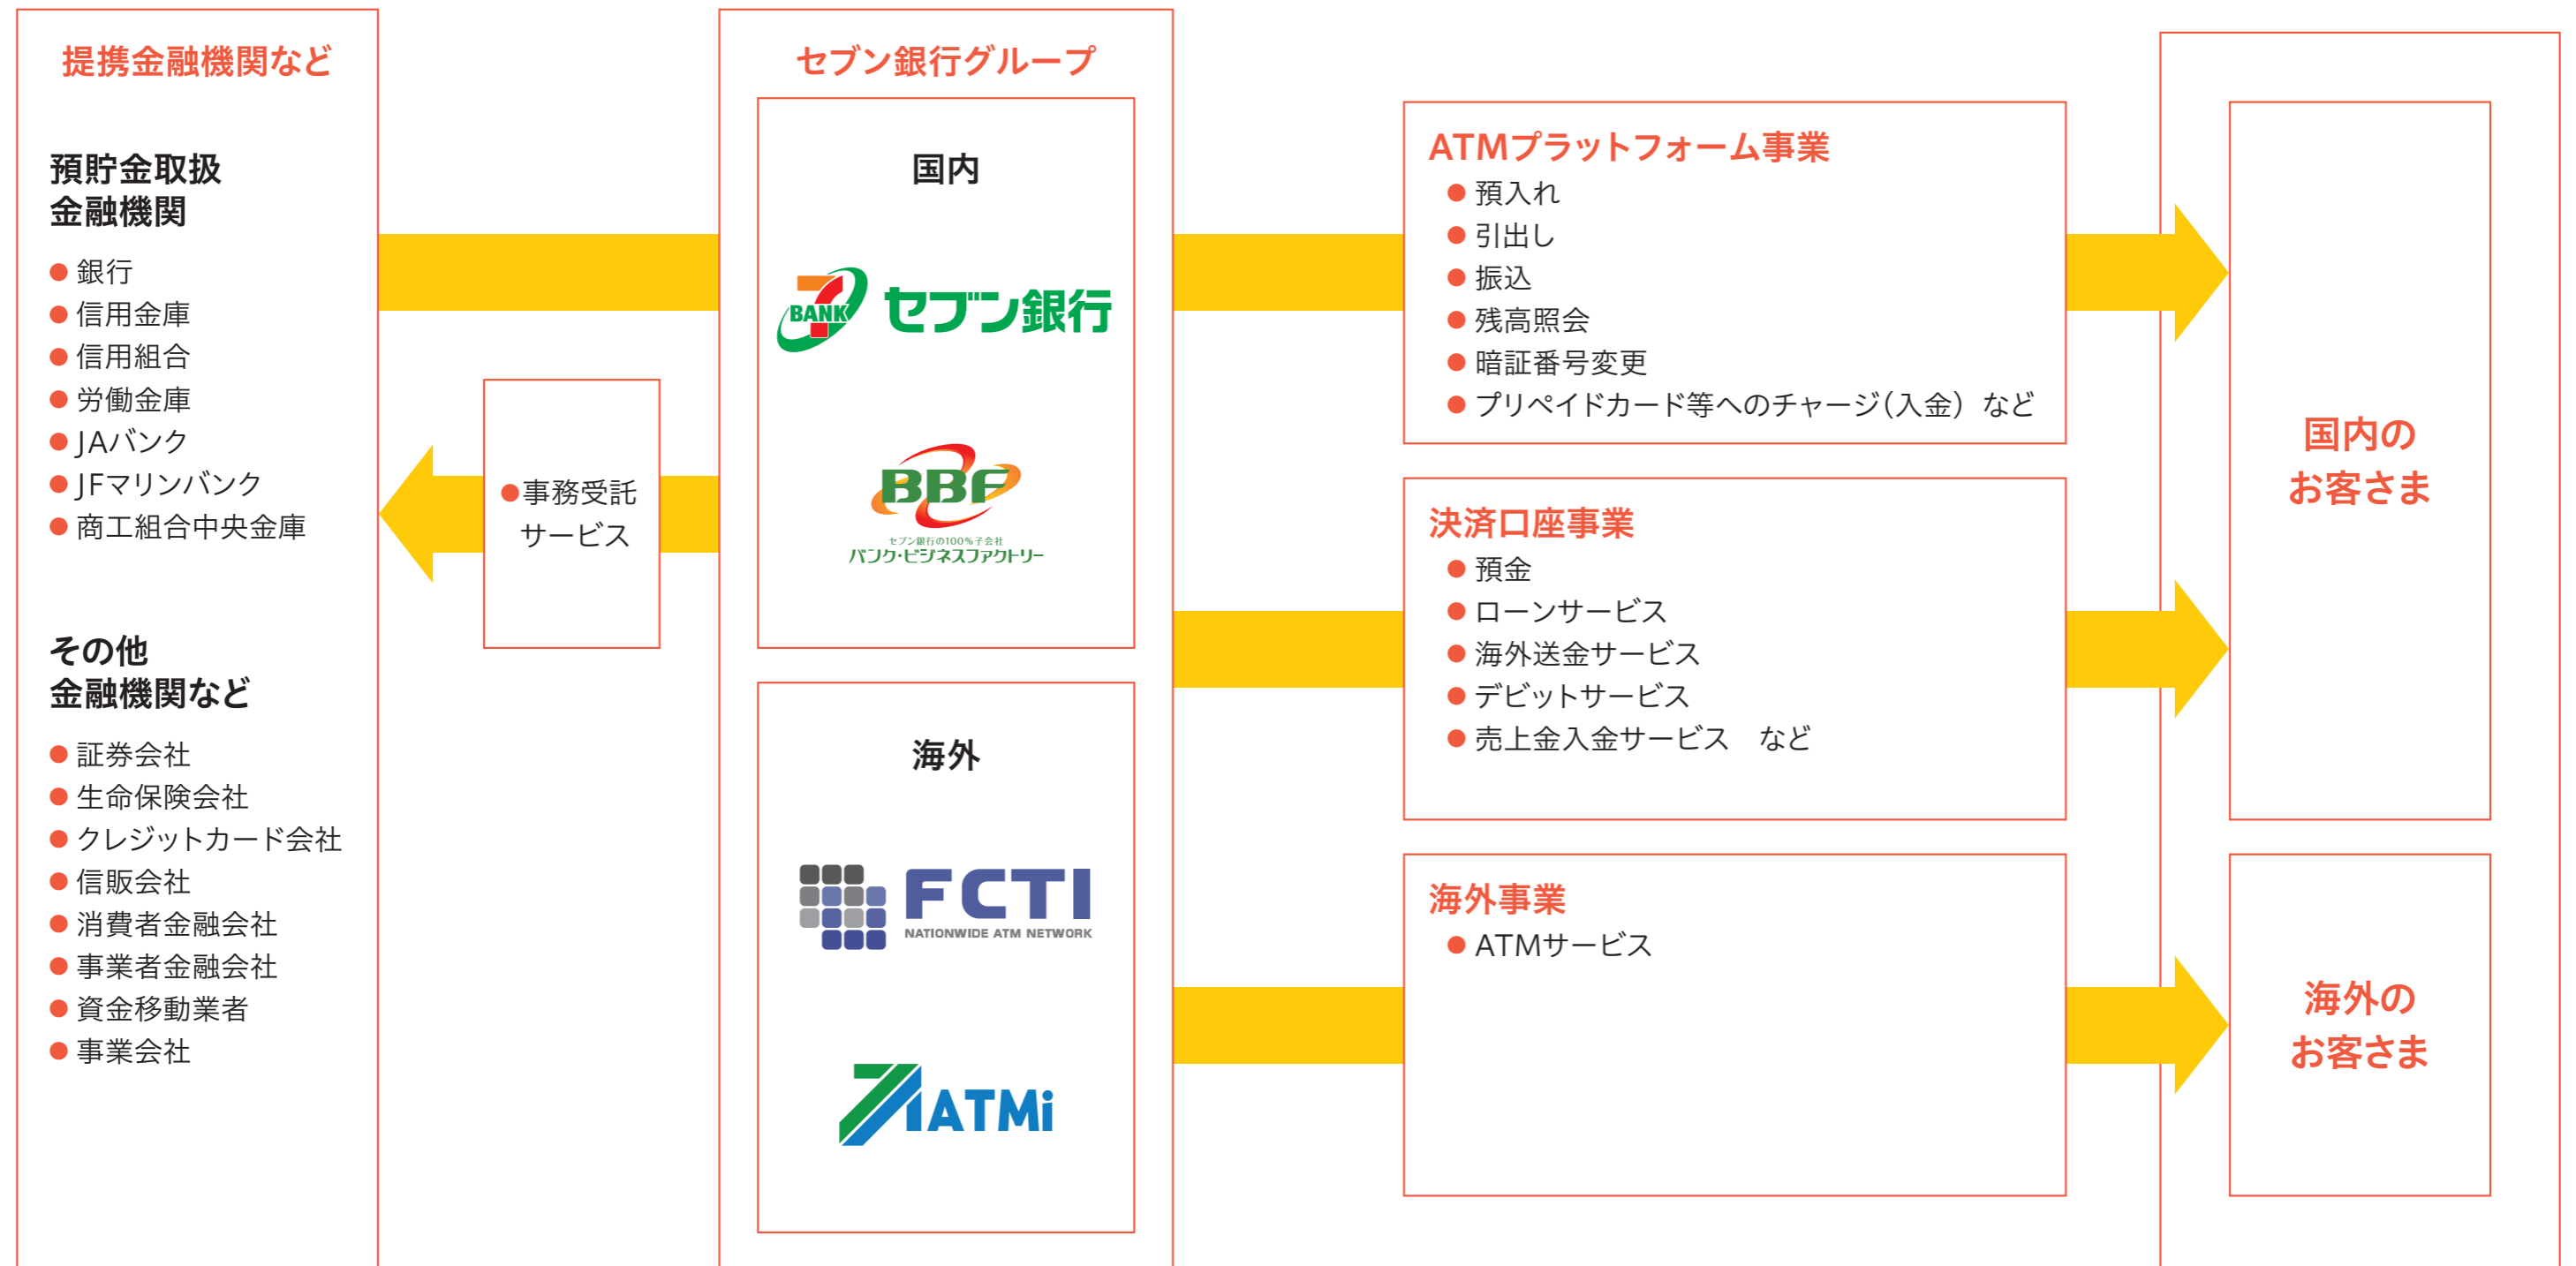 提携金融機関など
預貯金取扱
金融機関
● 銀行
● 信用金庫
● 信用組合
● 労働金庫
● JAバンク
● JFマリンバンク
● 商工組合中央金庫
その他
金融機関など
● 証券会社
● 生命保険会社
● クレジットカード会社
● 信販会社
● 消費者金融会社
● 事業者金融会社
● 資金移動業者
● 事業会社
●事務受託
サービス
セブン銀行グループ
国内
7 BANK セブン銀行
BBF
セブン銀行の100%子会社
バンク・ビジネスファクトリー
海外
FCTI
NATIONWIDE ATM NETWORK
ATMi
ATMプラットフォーム事業
● 預入れ
● 引出し
● 振込
● 残高照会
● 暗証番号変更
● プリペイドカード等へのチャージ(入金) など
決済口座事業
● 預金
● ローンサービス
● 海外送金サービス
● デビットサービス
● 売上金入金サービス　など
海外事業
● ATMサービス
国内の
お客さま
海外の
お客さま